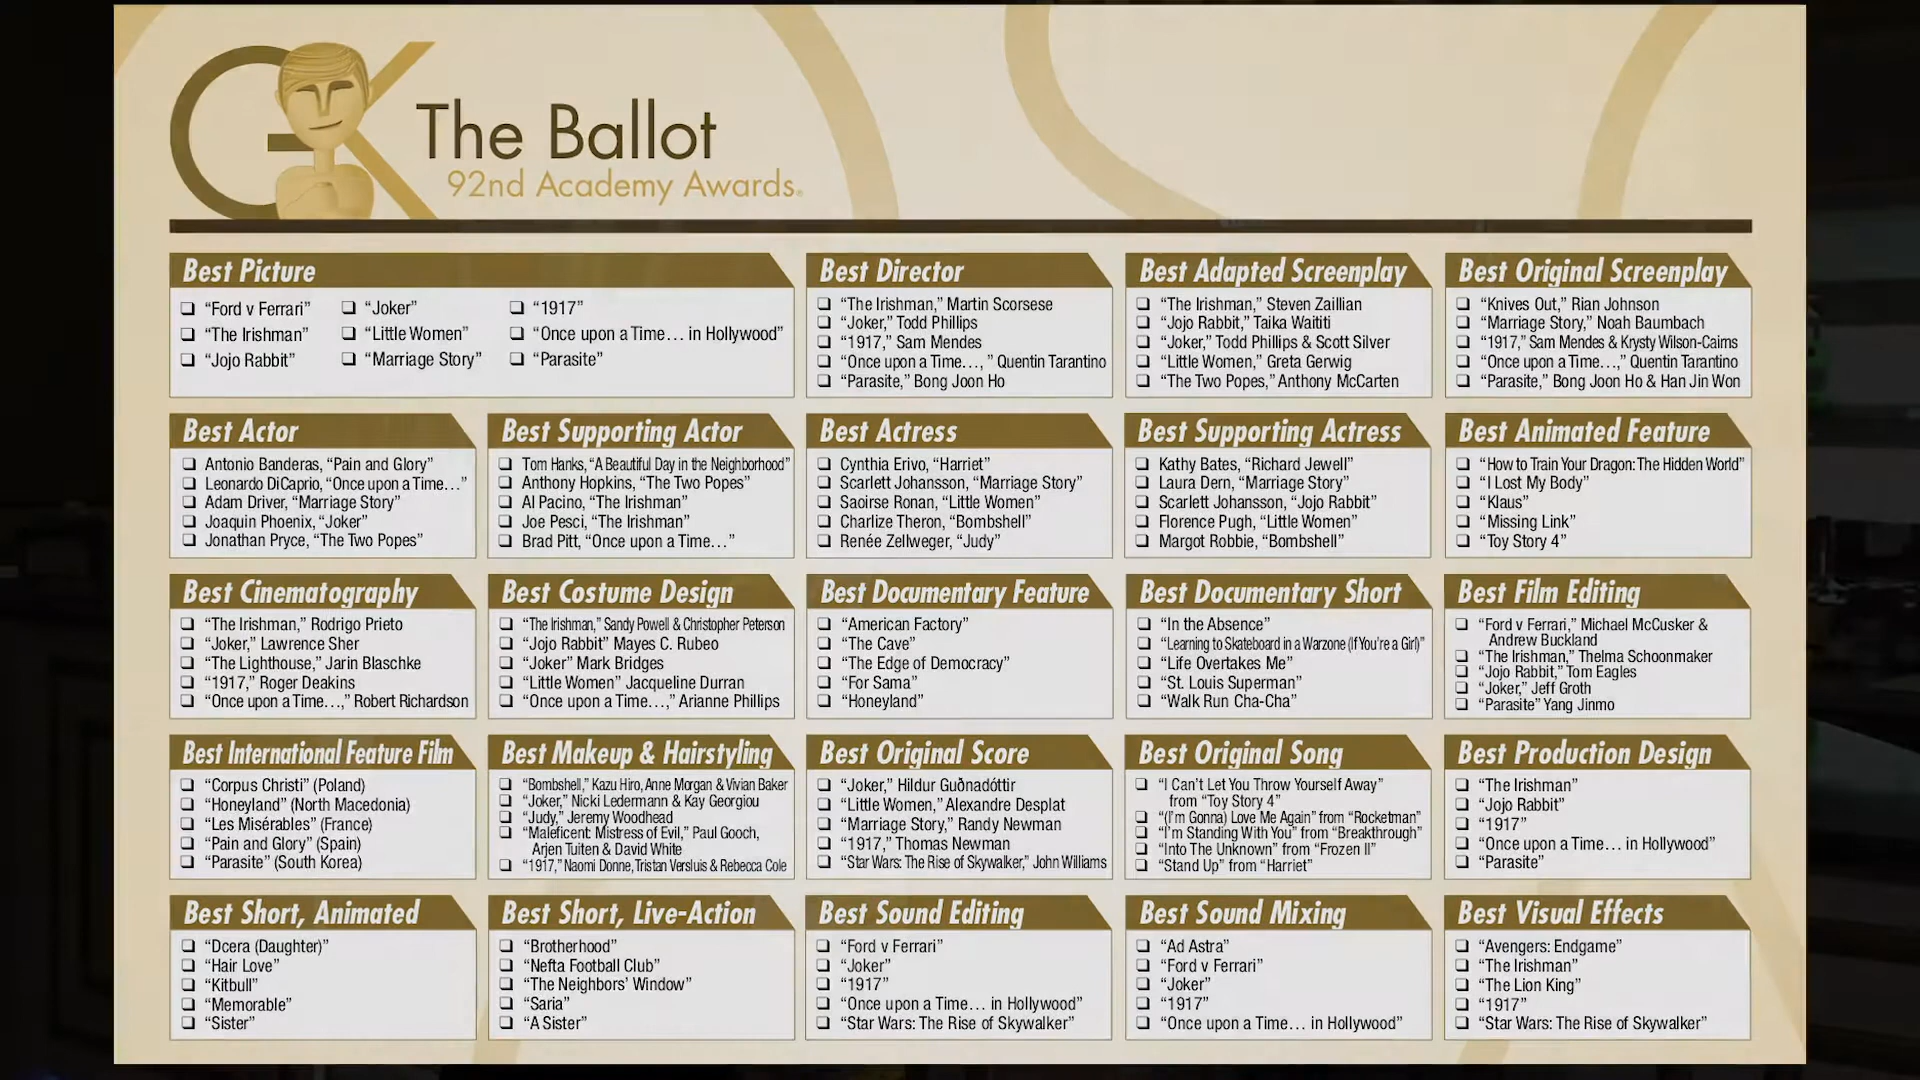 GK
The Ballot
92nd Academy Awards.
Best Picture
❏ “Ford v Ferrari”
❏ “The Irishman”
❏ “Jojo Rabbit”
❏ “Joker”
❏ “Little Women”
❏ “Marriage Story”
❏ “1917”
❏ “Once upon a Time… in Hollywood”
❏ “Parasite”
Best Director
❏ “The Irishman,” Martin Scorsese
❏ “Joker,” Todd Phillips
❏ “1917,” Sam Mendes
❏ “Once upon a Time…, ” Quentin Tarantino
❏ “Parasite,” Bong Joon Ho
Best Adapted Screenplay
❏ “The Irishman,” Steven Zaillian
❏ “Jojo Rabbit,” Taika Waititi
❏ “Joker,” Todd Phillips & Scott Silver
❏ “Little Women,” Greta Gerwig
❏ “The Two Popes,” Anthony McCarten
Best Original Screenplay
❏ “Knives Out,” Rian Johnson
❏ “Marriage Story,” Noah Baumbach
❏ “1917,” Sam Mendes & Krysty Wilson-Cairns
❏ “Once upon a Time…,” Quentin Tarantino
❏ “Parasite,” Bong Joon Ho & Han Jin Won
Best Actor
❏ Antonio Banderas, “Pain and Glory”
❏ Leonardo DiCaprio, “Once upon a Time…”
❏ Adam Driver, “Marriage Story”
❏ Joaquin Phoenix, “Joker”
❏ Jonathan Pryce, “The Two Popes”
Best Supporting Actor
❏ Tom Hanks, “A Beautiful Day in the Neighborhood”
❏ Anthony Hopkins, “The Two Popes”
❏ Al Pacino, “The Irishman”
❏ Joe Pesci, “The Irishman”
❏ Brad Pitt, “Once upon a Time…”
Best Actress
❏ Cynthia Erivo, “Harriet”
❏ Scarlett Johansson, “Marriage Story”
❏ Saoirse Ronan, “Little Women”
❏ Charlize Theron, “Bombshell”
❏ Renée Zellweger, “Judy”
Best Supporting Actress
❏ Kathy Bates, “Richard Jewell”
❏ Laura Dern, “Marriage Story”
❏ Scarlett Johansson, “Jojo Rabbit”
❏ Florence Pugh, “Little Women”
❏ Margot Robbie, “Bombshell”
Best Animated Feature
❏ “How to Train Your Dragon: The Hidden World”
❏ “I Lost My Body”
❏ “Klaus”
❏ “Missing Link”
❏ “Toy Story 4”
Best Cinematography
❏ “The Irishman,” Rodrigo Prieto
❏ “Joker,” Lawrence Sher
❏ “The Lighthouse,” Jarin Blaschke
❏ “1917,” Roger Deakins
❏ “Once upon a Time…,” Robert Richardson
Best Costume Design
❏ “The Irishman,” Sandy Powell & Christopher Peterson
❏ “Jojo Rabbit” Mayes C. Rubeo
❏ “Joker” Mark Bridges
❏ “Little Women” Jacqueline Durran
❏ “Once upon a Time…,” Arianne Phillips
Best Documentary Feature
❏ “American Factory”
❏ “The Cave”
❏ “The Edge of Democracy”
❏ “For Sama”
❏ “Honeyland”
Best Documentary Short
❏ “In the Absence”
❏ “Learning to Skateboard in a Warzone (If You're a Girl)”
❏ “Life Overtakes Me”
❏ “St. Louis Superman”
❏ “Walk Run Cha-Cha”
Best Film Editing
❏ “Ford v Ferrari,” Michael McCusker &
Andrew Buckland
❏ “The Irishman,” Thelma Schoonmaker
❏ “Jojo Rabbit,” Tom Eagles
❏ “Joker,” Jeff Groth
❏ “Parasite” Yang Jinmo
Best International Feature Film
❏ “Corpus Christi” (Poland)
❏ “Honeyland” (North Macedonia)
❏ “Les Misérables” (France)
❏ “Pain and Glory” (Spain)
❏ “Parasite” (South Korea)
Best Makeup & Hairstyling
❏ “Bombshell,” Kazu Hiro, Anne Morgan & Vivian Baker
❏ “Joker,” Nicki Ledermann & Kay Georgiou
❏ “Judy,” Jeremy Woodhead
❏ “Maleficent: Mistress of Evil,” Paul Gooch,
Arjen Tuiten & David White
❏ “1917,” Naomi Donne, Tristan Versluis & Rebecca Cole
Best Original Score
❏ “Joker,” Hildur Guðnadóttir
❏ “Little Women,” Alexandre Desplat
❏ “Marriage Story,” Randy Newman
❏ “1917,” Thomas Newman
❏ “Star Wars: The Rise of Skywalker,” John Williams
Best Original Song
❏ “I Can't Let You Throw Yourself Away”
from “Toy Story 4”
❏ “(I'm Gonna) Love Me Again” from “Rocketman”
❏ “I'm Standing With You” from “Breakthrough”
❏ “Into The Unknown” from “Frozen II”
❏ “Stand Up” from “Harriet”
Best Production Design
❏ “The Irishman”
❏ “Jojo Rabbit”
❏ “1917”
❏ “Once upon a Time… in Hollywood”
❏ “Parasite”
Best Short, Animated
❏ “Dcera (Daughter)”
❏ “Hair Love”
❏ “Kitbull”
❏ “Memorable”
❏ “Sister”
Best Short, Live-Action
❏ “Brotherhood”
❏ “Nefta Football Club”
❏ “The Neighbors’ Window”
❏ “Saria”
❏ “A Sister”
Best Sound Editing
❏ “Ford v Ferrari”
❏ “Joker”
❏ “1917”
❏ “Once upon a Time… in Hollywood”
❏ “Star Wars: The Rise of Skywalker”
Best Sound Mixing
❏ “Ad Astra”
❏ “Ford v Ferrari”
❏ “Joker”
❏ “1917”
❏ “Once upon a Time… in Hollywood”
Best Visual Effects
❏ “Avengers: Endgame”
❏ “The Irishman”
❏ “The Lion King”
❏ “1917”
❏ “Star Wars: The Rise of Skywalker”